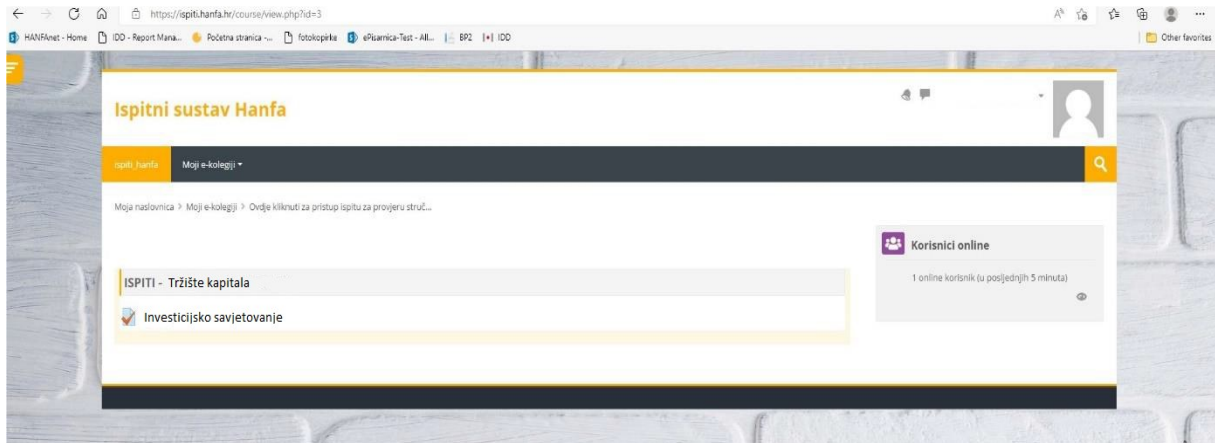 https://ispiti.hanfa.hr/course/view.php?id=3
HANFAnet - Home IDD - Report Mana... Početna stranica -... fotokopirke ePisarnica-Test - All... BP2 IDD Other favorites
Ispitni sustav Hanfa
ispiti_hanfa Moji e-kolegiji
Moja naslovnica > Moji e-kolegiji > Ovdje kliknuti za pristup ispitu za provjeru struč...
Korisnici online
1 online korisnik (u posljednjih 5 minuta)
ISPITI - Tržište kapitala
Investicijsko savjetovanje